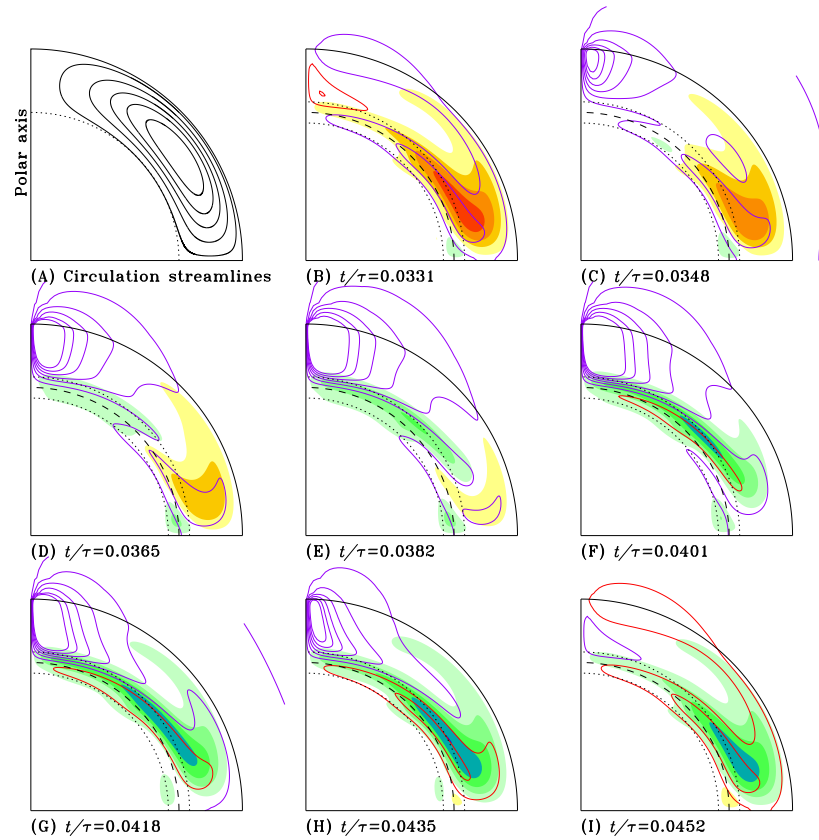 Polar axis
(A) Circulation streamlines
(B) t/τ=0.0331
(C) t/τ=0.0348
(D) t/τ=0.0365
(E) t/τ=0.0382
(F) t/τ=0.0401
(G) t/τ=0.0418
(H) t/τ=0.0435
(I) t/τ=0.0452